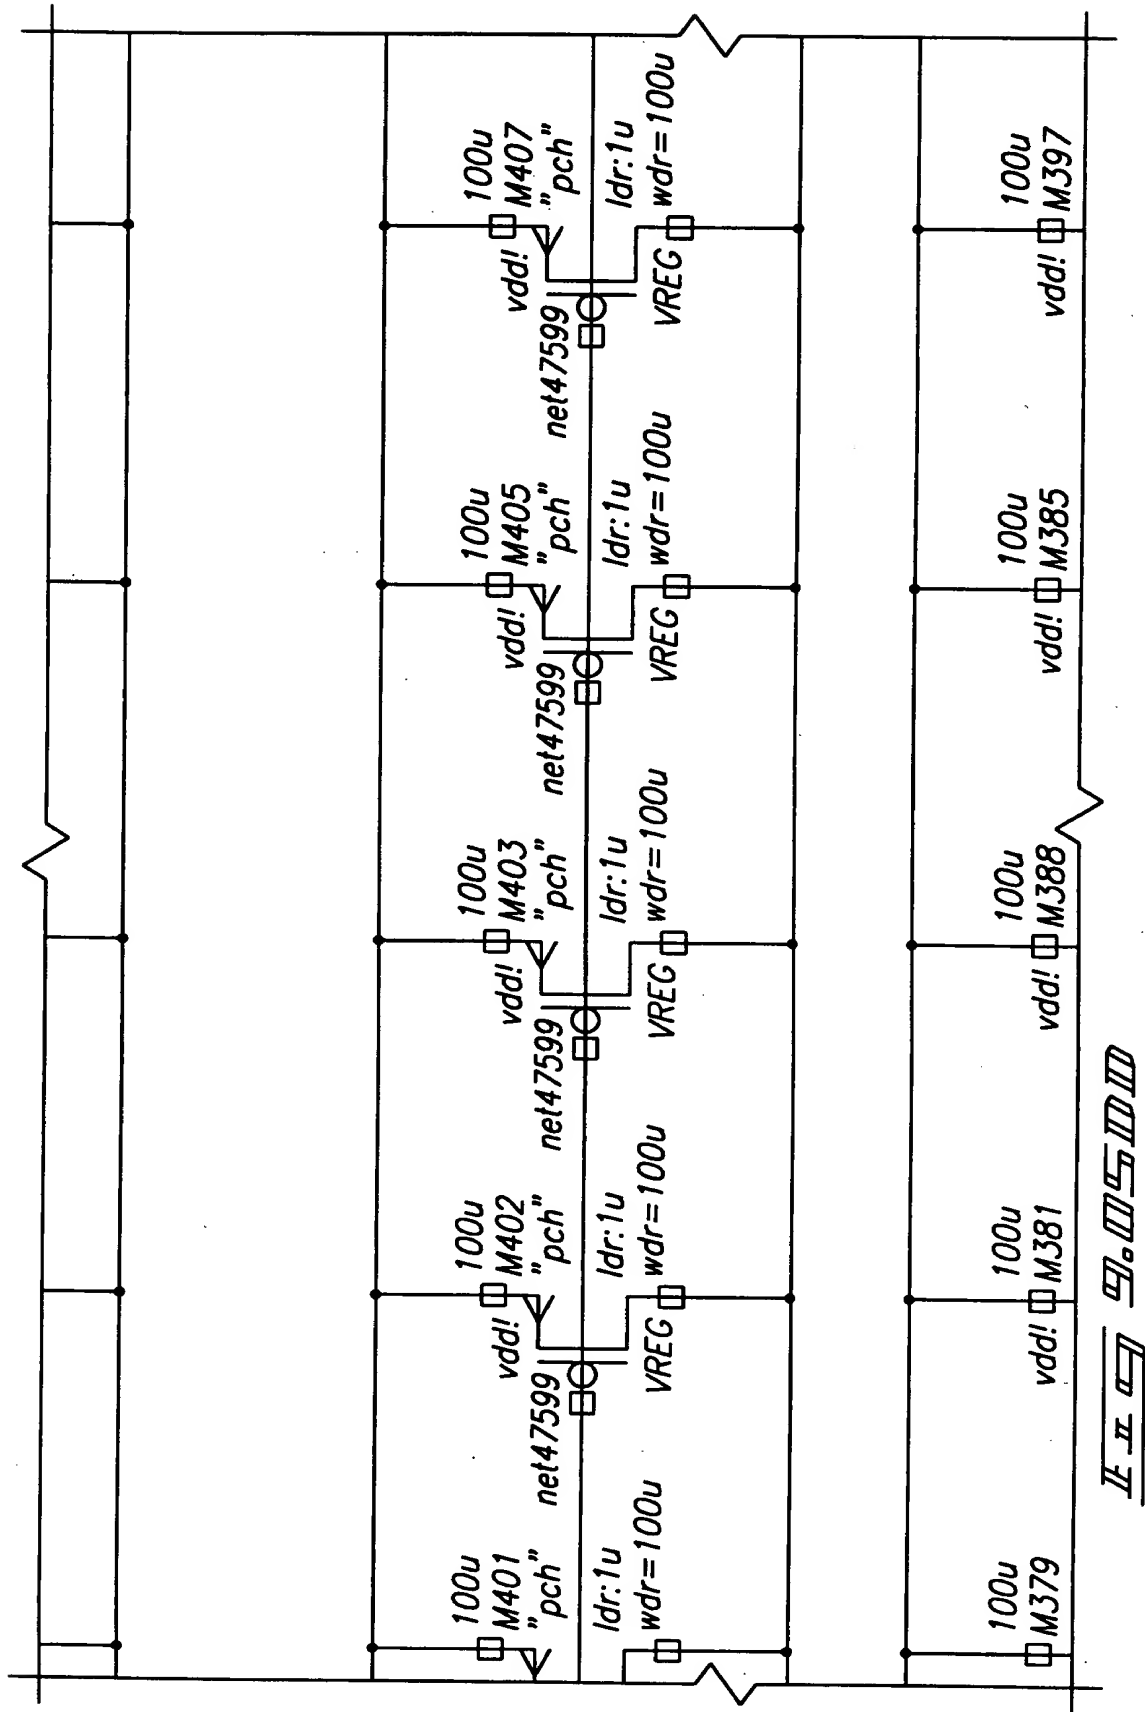 100u
M401
"pch"
ldr:1u
wdr=100u
100u
M402
"pch"
vdd!
net47599
ldr:1u
wdr=100u
VREG
100u
M403
"pch"
vdd!
net47599
ldr:1u
wdr=100u
VREG
100u
M405
"pch"
vdd!
net47599
ldr:1u
wdr=100u
VREG
100u
M407
"pch"
vdd!
net47599
ldr:1u
wdr=100u
VREG
100u
M379
100u
M381
vdd!
100u
M388
vdd!
100u
M385
vdd!
100u
M397
vdd!
FIG 9.05DD